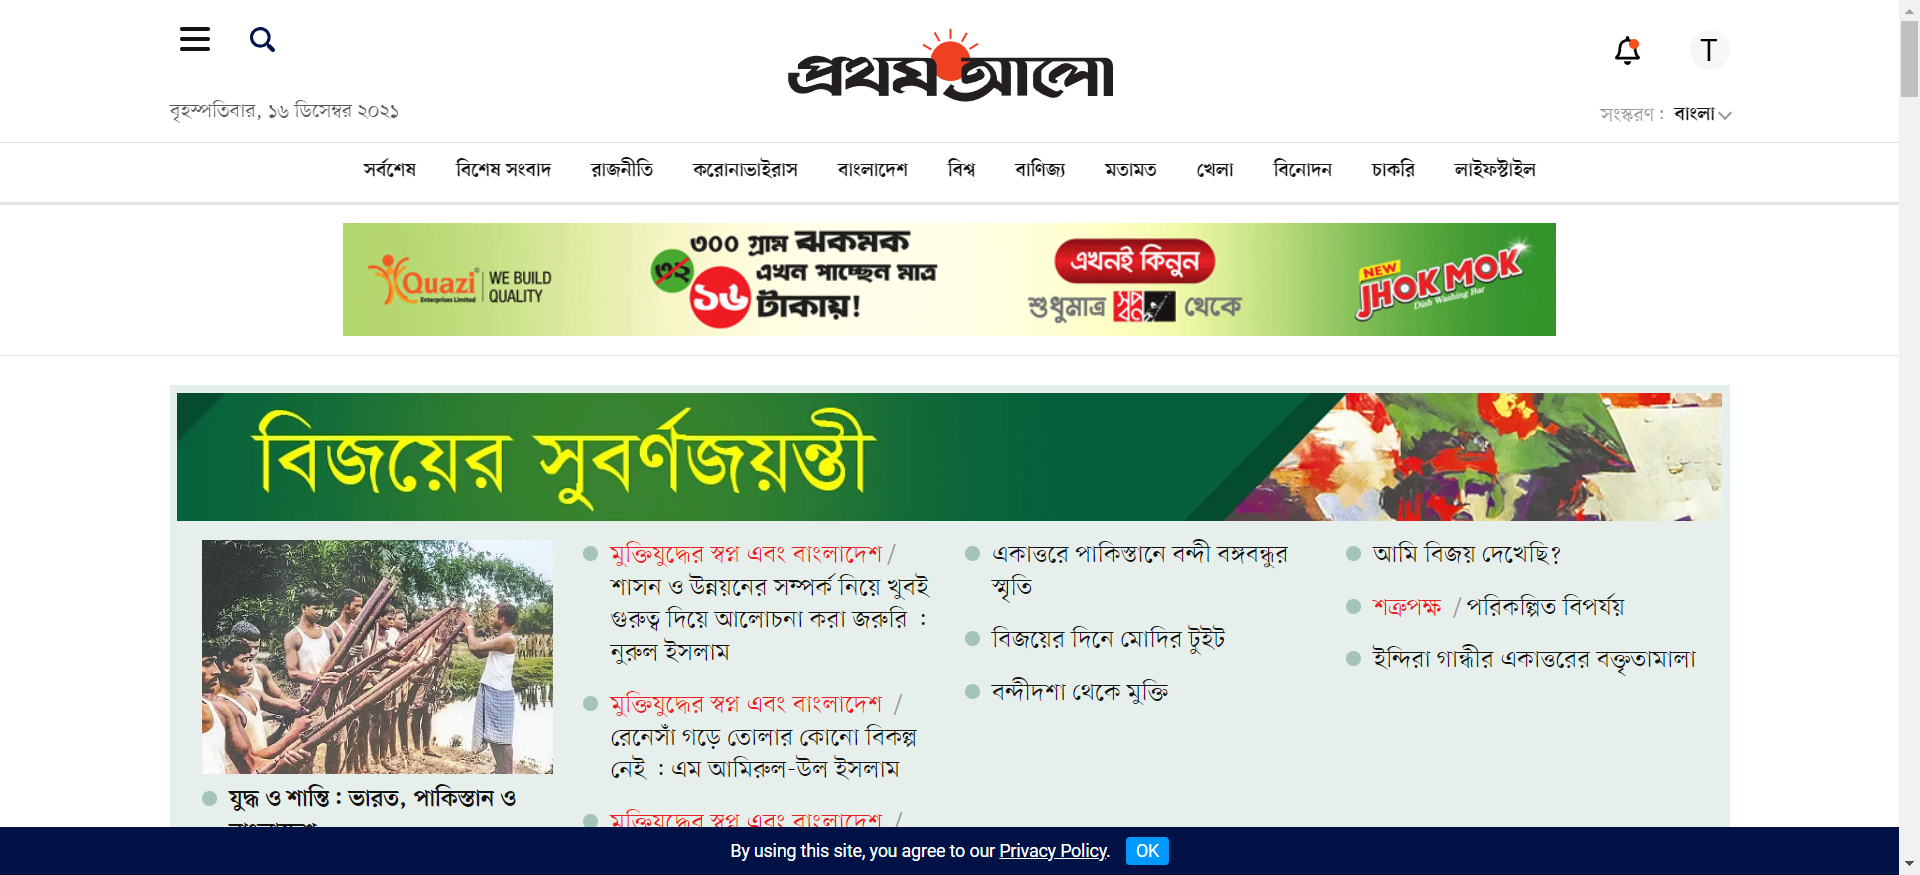 প্রথম আলো
T
বৃহস্পতিবার, ১৬ ডিসেম্বর ২০২১
সংস্করণ : বাংলা
সর্বশেষ বিশেষ সংবাদ রাজনীতি করোনাভাইরাস বাংলাদেশ বিশ্ব বাণিজ্য মতামত খেলা বিনোদন চাকরি লাইফস্টাইল
Quazi Enterprises Limited
WE BUILD
QUALITY
৩০০ গ্রাম ঝকমক
৩২ এখন পাচ্ছেন মাত্র
১৬ টাকায়!
এখনই কিনুন
শুধুমাত্র স্বপ্ন থেকে
NEW
JHOK MOK
Dish Washing Bar
বিজয়ের সুবর্ণজয়ন্তী
যুদ্ধ ও শান্তি : ভারত, পাকিস্তান ও
বাংলাদেশ
মুক্তিযুদ্ধের স্বপ্ন এবং বাংলাদেশ /
শাসন ও উন্নয়নের সম্পর্ক নিয়ে খুবই
গুরুত্ব দিয়ে আলোচনা করা জরুরি :
নুরুল ইসলাম
মুক্তিযুদ্ধের স্বপ্ন এবং বাংলাদেশ /
রেনেসাঁ গড়ে তোলার কোনো বিকল্প
নেই : এম আমিরুল-উল ইসলাম
মুক্তিযুদ্ধের স্বপ্ন এবং বাংলাদেশ /
একাত্তরে পাকিস্তানে বন্দী বঙ্গবন্ধুর
স্মৃতি
বিজয়ের দিনে মোদির টুইট
বন্দীদশা থেকে মুক্তি
আমি বিজয় দেখেছি?
শত্রুপক্ষ / পরিকল্পিত বিপর্যয়
ইন্দিরা গান্ধীর একাত্তরের বক্তৃতামালা
By using this site, you agree to our Privacy Policy. OK